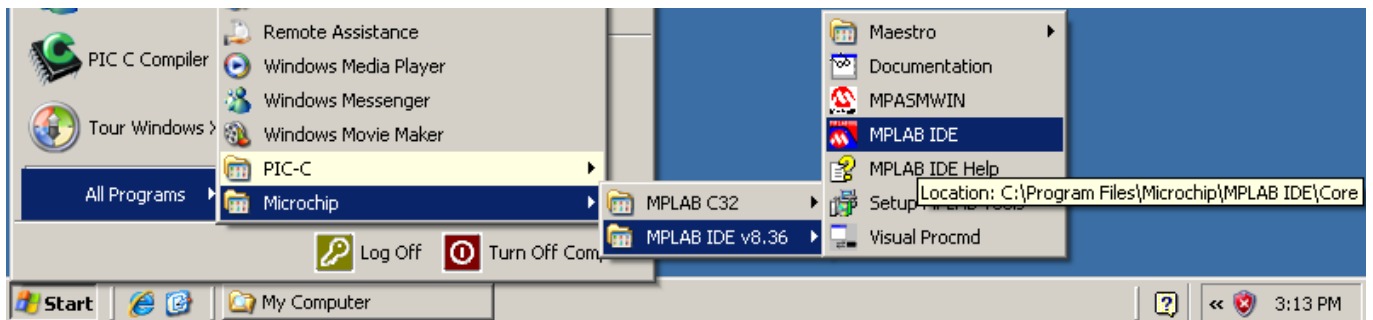 PIC C Compiler
Tour Windows
All Programs
Remote Assistance
Windows Media Player
Windows Messenger
Windows Movie Maker
PIC-C
Microchip
Log Off
Turn Off
MPLAB C32
MPLAB IDE v8.36
Maestro
Documentation
MPASMWIN
MPLAB IDE
MPLAB IDE Help
Location: C:\Program Files\Microchip\MPLAB IDE\Core
Setup
Visual Procmd
Start
My Computer
3:13 PM